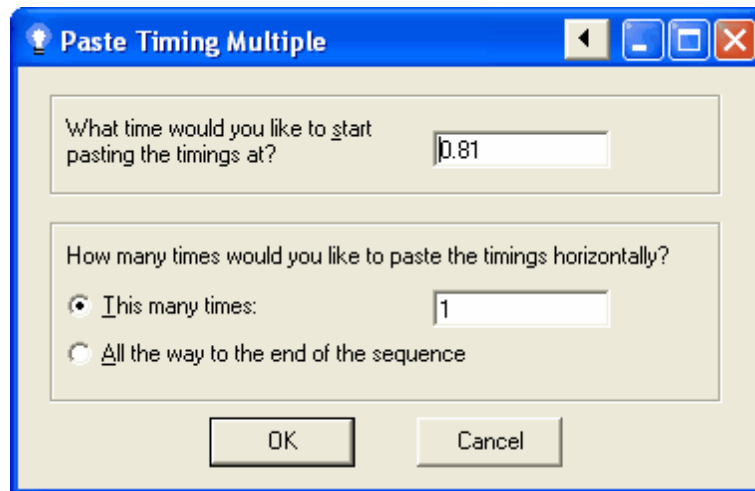 Paste Timing Multiple
What time would you like to start
pasting the timings at?
0.81
How many times would you like to paste the timings horizontally?
This many times:
1
All the way to the end of the sequence
OK
Cancel